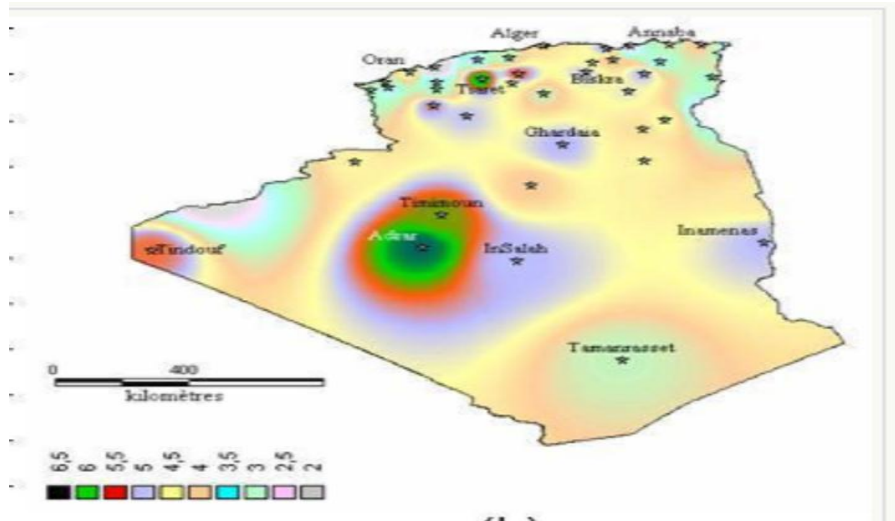 Alger
Annaba
Oran
Tiaret
Biskra
Ghardaia
Timimoun
Adrar
InSalah
Inamenas
Tindouf
Tamanrasset
0 400
kilomètres
6,5 6 5,5 5 4,5 4 3,5 3 2,5 2